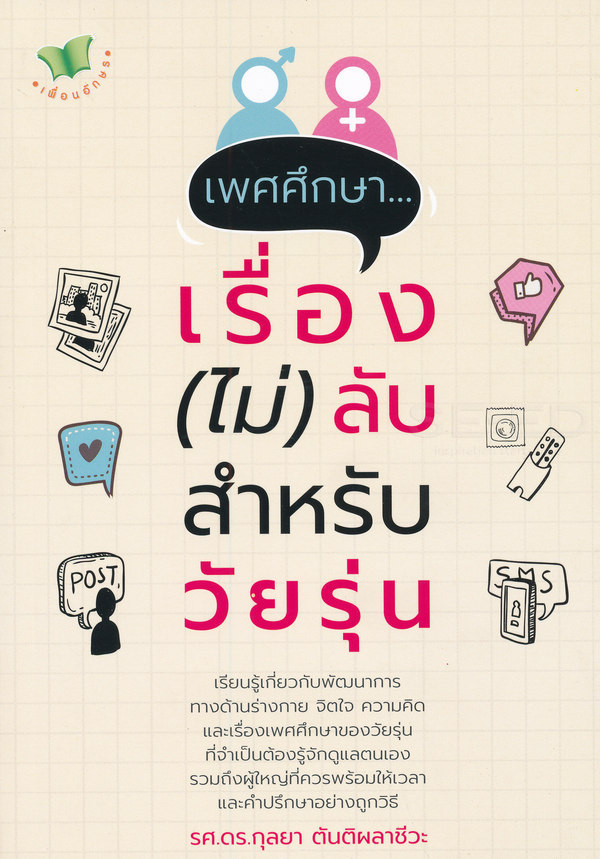 เพื่อนอักษร
เพศศึกษา...
เรื่อง
(ไม่) ลับ
สำหรับ
วัยรุ่น
POST
SMS
เรียนรู้เกี่ยวกับพัฒนาการ
ทางด้านร่างกาย จิตใจ ความคิด
และเรื่องเพศศึกษาของวัยรุ่น
ที่จำเป็นต้องรู้จักดูแลตนเอง
รวมถึงผู้ใหญ่ที่ควรพร้อมให้เวลา
และคำปรึกษาอย่างถูกวิธี
รศ.ดร.กุลยา ตันติผลาชีวะ